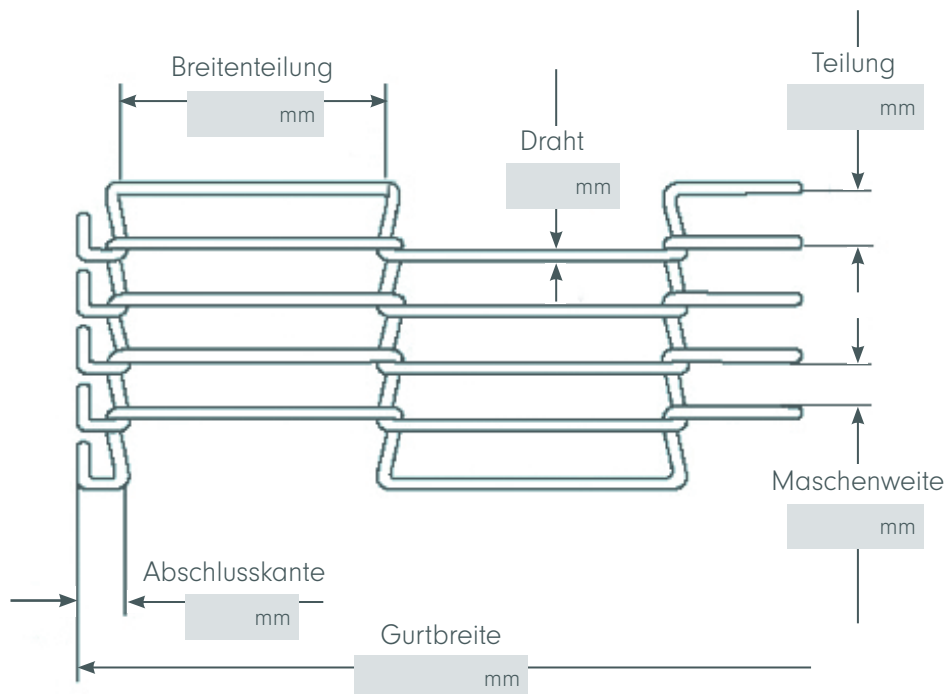 Breitenteilung
mm
Teilung
mm
Draht
mm
Maschenweite
mm
Abschlusskante
mm
Gurtbreite
mm